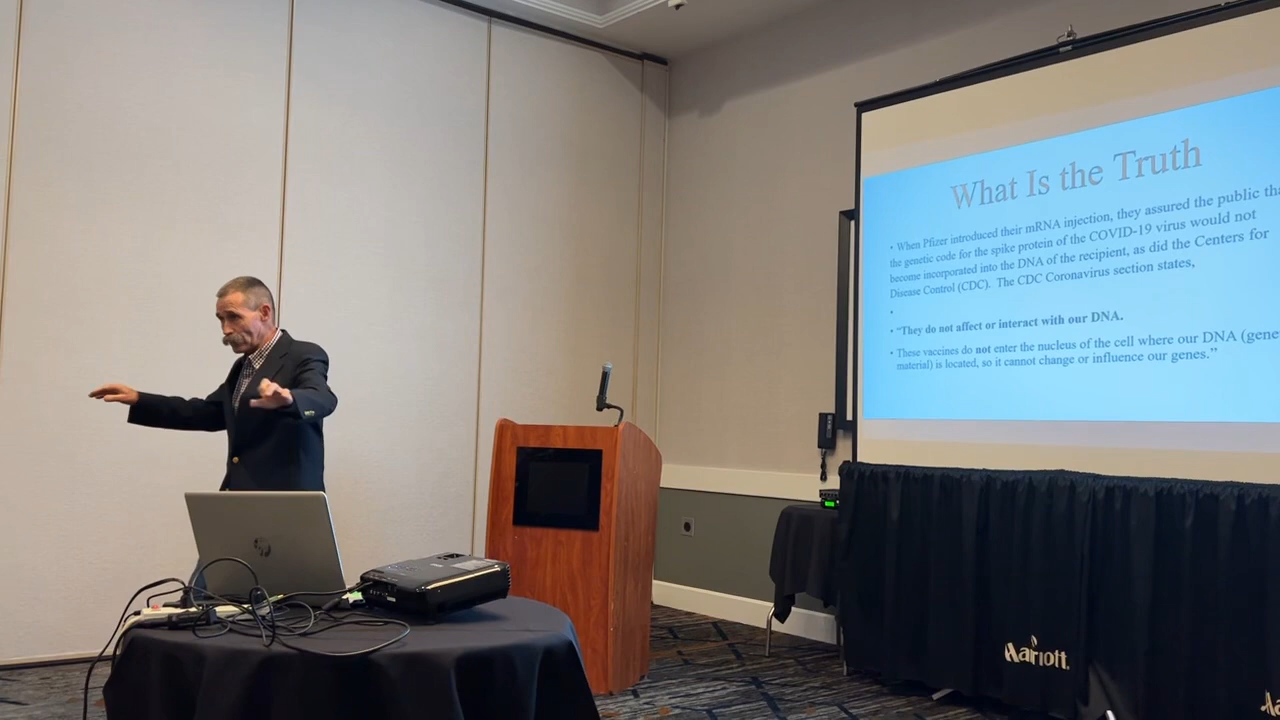 What Is the Truth
• When Pfizer introduced their mRNA injection, they assured the public tha
the genetic code for the spike protein of the COVID-19 virus would not
become incorporated into the DNA of the recipient, as did the Centers for
Disease Control (CDC). The CDC Coronavirus section states,
•
• “They do not affect or interact with our DNA.
• These vaccines do not enter the nucleus of the cell where our DNA (gene
material) is located, so it cannot change or influence our genes.”
hp
Marriott